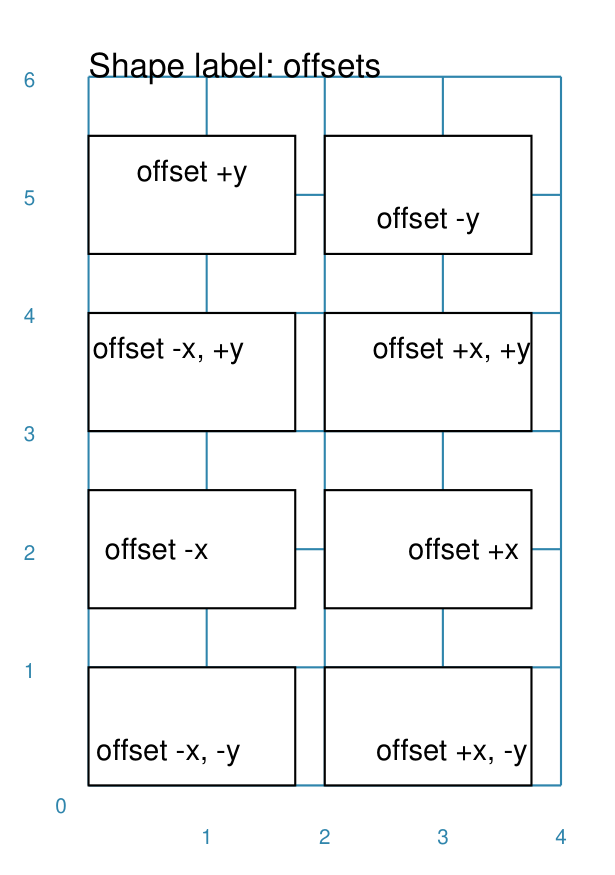 Shape label: offsets
6
offset +y
offset -y
5
4
offset -x, +y
offset +x, +y
3
offset -x
offset +x
2
1
offset -x, -y
offset +x, -y
0
1 2 3 4